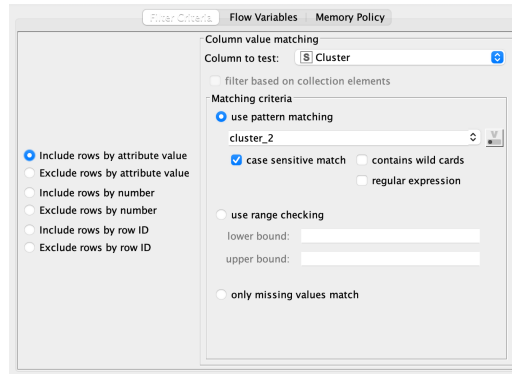 Filter Criteria Flow Variables Memory Policy
Column value matching
Column to test: S Cluster
filter based on collection elements
Matching criteria
use pattern matching
cluster_2
V
case sensitive match contains wild cards
regular expression
Include rows by attribute value
Exclude rows by attribute value
Include rows by number
Exclude rows by number
Include rows by row ID
Exclude rows by row ID
use range checking
lower bound:
upper bound:
only missing values match